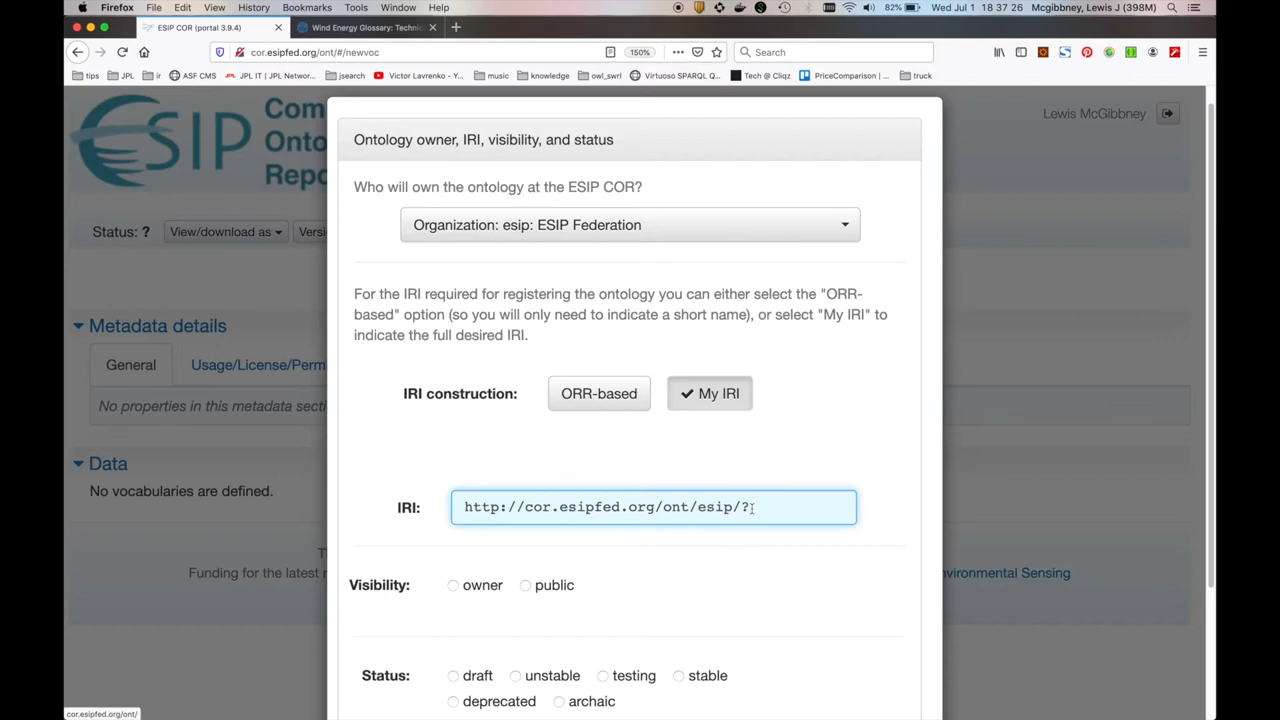 Firefox File Edit View History Bookmarks Tools Window Help 82% Wed Jul 1 18 37 26 Mcgibbney, Lewis J (398M)
ESIP COR (portal 3.9.4) Wind Energy Glossary: Technic
cor.esipfed.org/ont/#/newvoc 150% Search
tips JPL ir ASF CMS JPL IT | JPL Networ... jsearch Victor Lavrenko - Y... music knowledge owl_swrl Virtuoso SPARQL Q... Tech @ Cliqz PriceComparison | ... truck
ESIP
Com
Onto
Repo
Lewis McGibbney
Status: ? View/download as Versi
Metadata details
General Usage/License/Perm
No properties in this metadata secti
Data
No vocabularies are defined.
T
Funding for the latest r
nvironmental Sensing
Ontology owner, IRI, visibility, and status
Who will own the ontology at the ESIP COR?
Organization: esip: ESIP Federation
For the IRI required for registering the ontology you can either select the "ORR-
based" option (so you will only need to indicate a short name), or select "My IRI" to
indicate the full desired IRI.
IRI construction: ORR-based My IRI
IRI: http://cor.esipfed.org/ont/esip/?
Visibility: owner public
Status: draft unstable testing stable
deprecated archaic
cor.esipfed.org/ont/